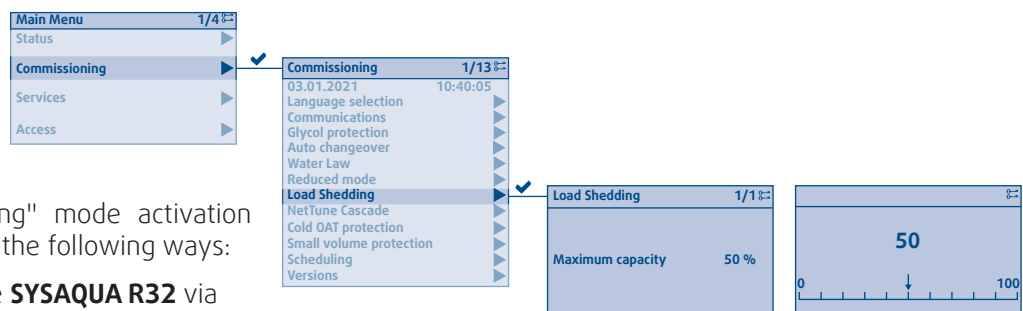 Main Menu 1/4
Status
Commissioning
Services
Access
Commissioning 1/13
03.01.2021 10:40:05
Language selection
Communications
Glycol protection
Auto changeover
Water Law
Reduced mode
Load Shedding
NetTune Cascade
Cold OAT protection
Small volume protection
Scheduling
Versions
Load Shedding 1/1
Maximum capacity 50 %
50
0 100
ng" mode activation
the following ways:
e SYSAQUA R32 via